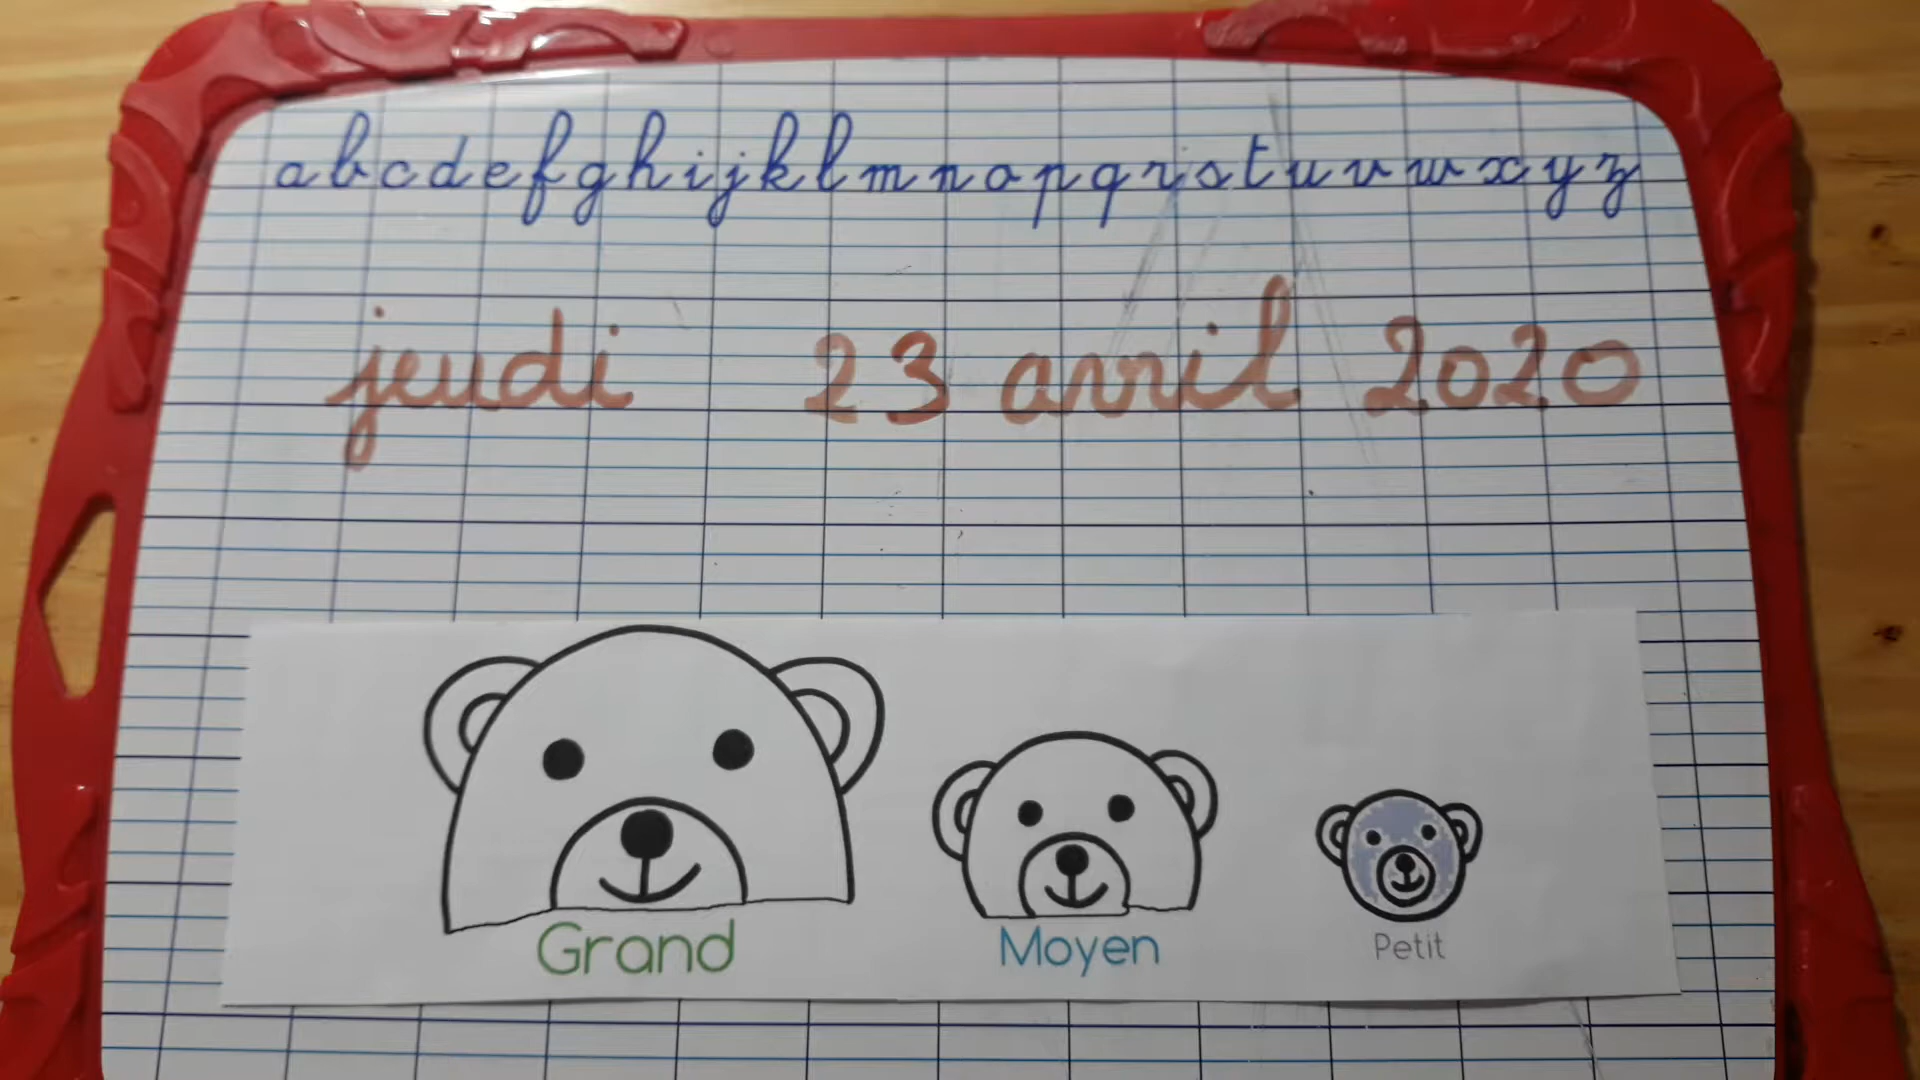 a b c d e f g h i j k l m n o p q r s t u v w x y z
jeudi 23 avril 2020
Grand Moyen Petit